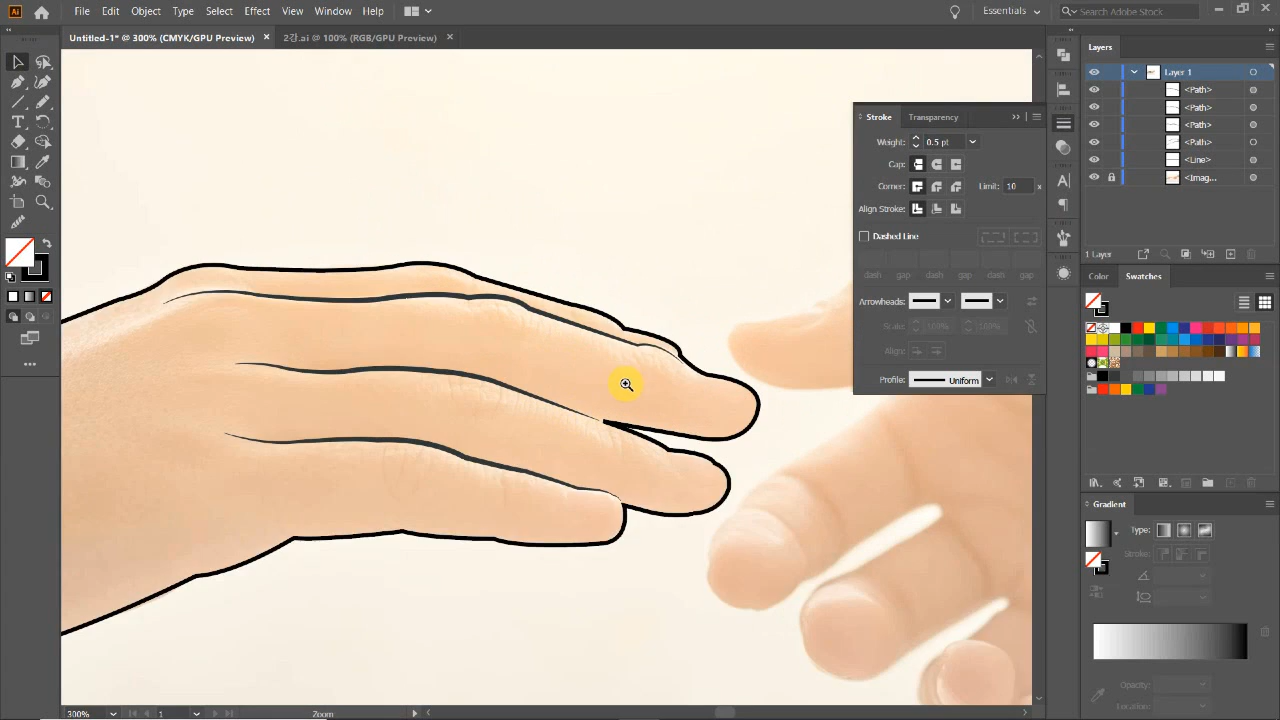 Ai File Edit Object Type Select Effect View Window Help Essentials Search Adobe Stock
Untitled-1* @ 300% (CMYK/GPU Preview) × 2강.ai @ 100% (RGB/GPU Preview) ×
Layers
Layer 1
<Path>
<Path>
<Path>
<Path>
<Line>
<Imag...
1 Layer
Stroke Transparency
Weight: 0.5 pt
Cap:
Corner: Limit: 10 x
Align Stroke:
Dashed Line
dash gap dash gap dash gap
Arrowheads:
Scale: 100% 100%
Align:
Profile: Uniform
Color Swatches
Gradient
Type:
Stroke:
Opacity:
Location:
300% 1 Zoom